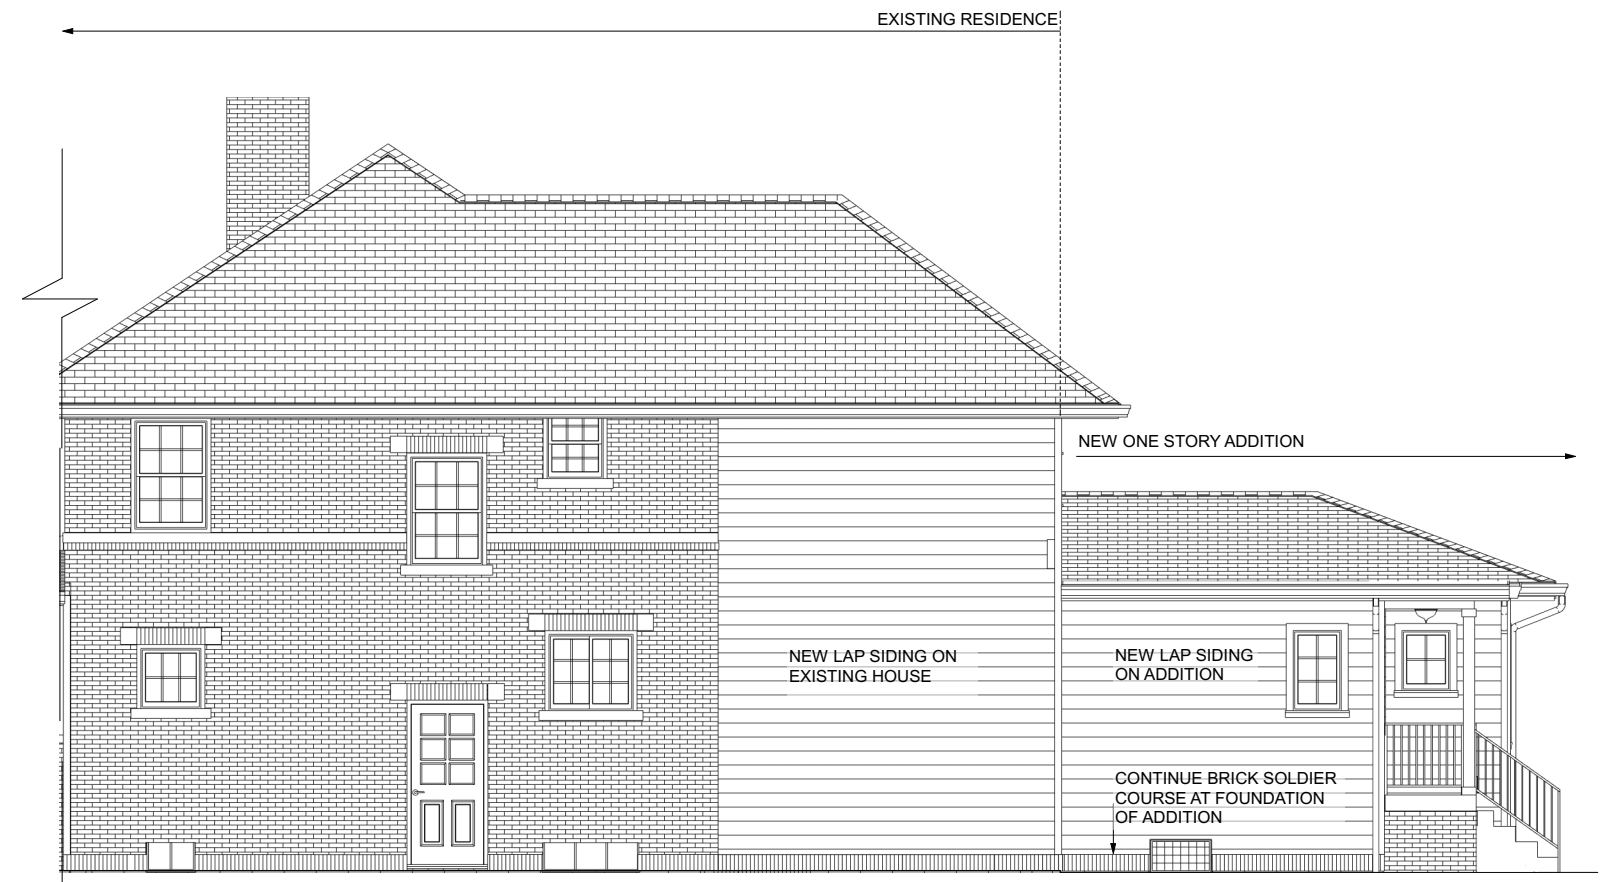 EXISTING RESIDENCE
NEW ONE STORY ADDITION
NEW LAP SIDING ON
EXISTING HOUSE
NEW LAP SIDING
ON ADDITION
CONTINUE BRICK SOLDIER
COURSE AT FOUNDATION
OF ADDITION